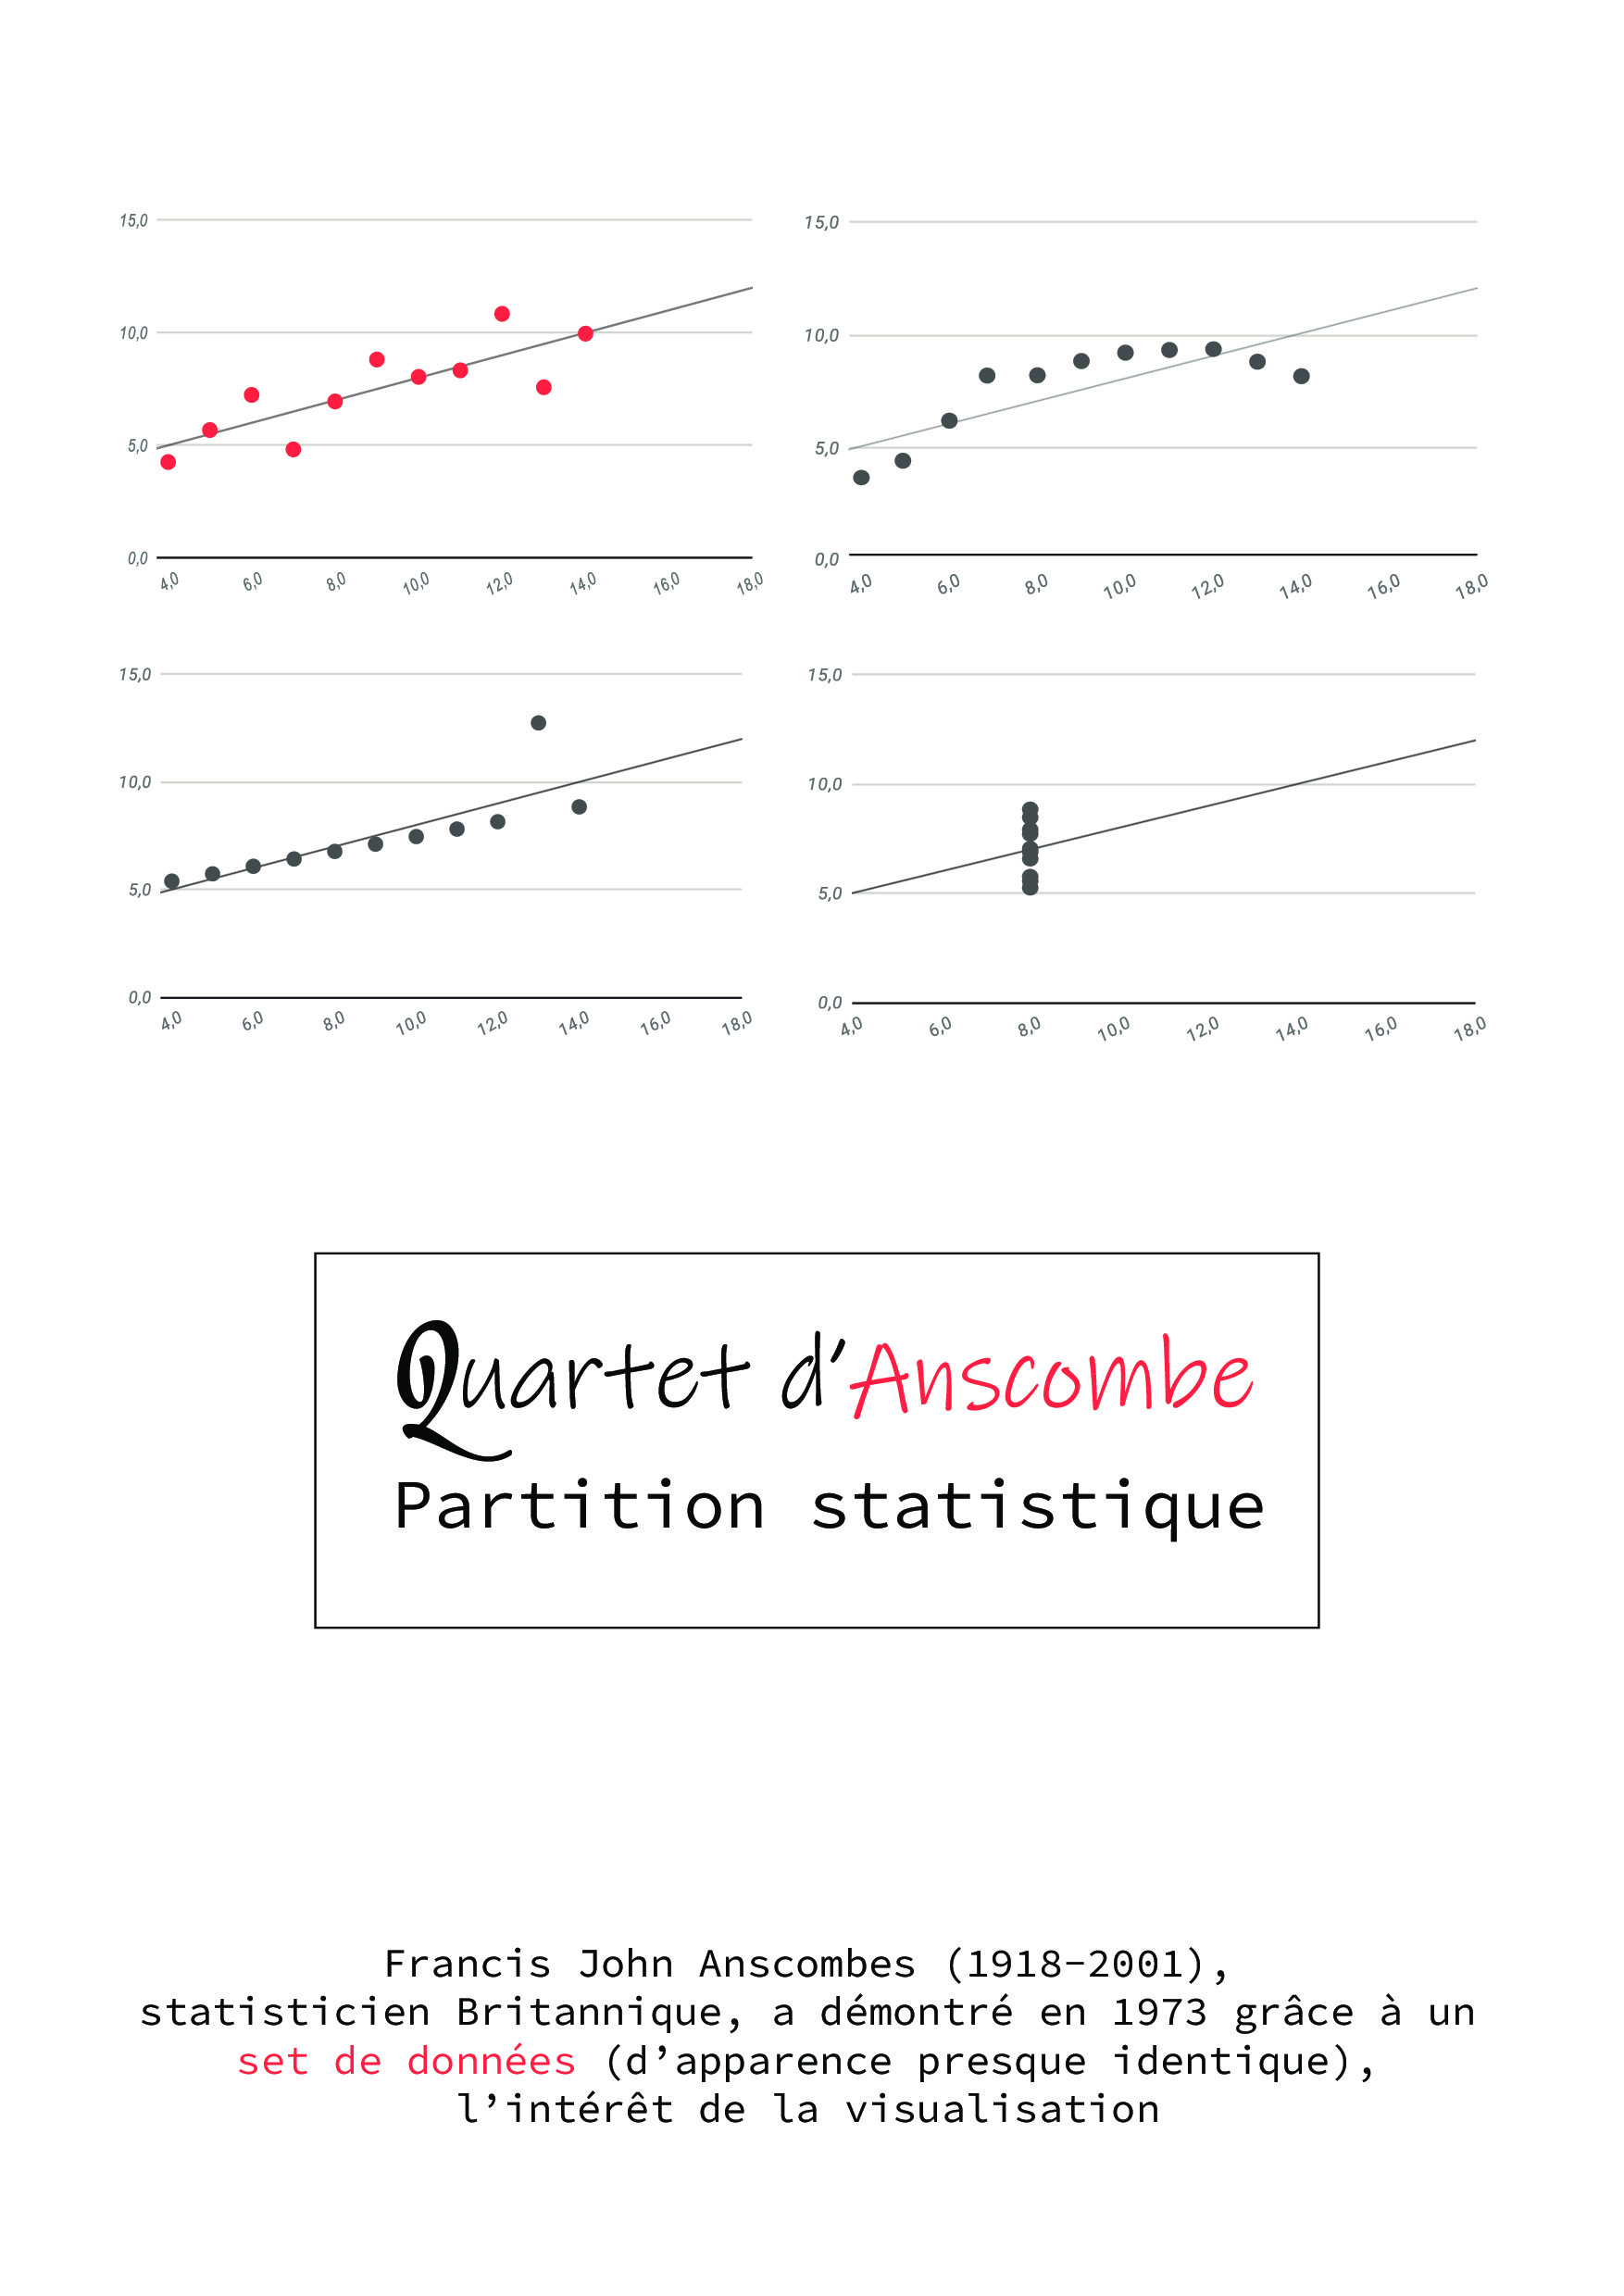 15,0
10,0
5,0
0,0
4,0 6,0 8,0 10,0 12,0 14,0 16,0 18,0
15,0
10,0
5,0
0,0
4,0 6,0 8,0 10,0 12,0 14,0 16,0 18,0
15,0
10,0
5,0
0,0
4,0 6,0 8,0 10,0 12,0 14,0 16,0 18,0
15,0
10,0
5,0
0,0
4,0 6,0 8,0 10,0 12,0 14,0 16,0 18,0
Quartet d’Anscombe
Partition statistique
Francis John Anscombes (1918-2001),
statisticien Britannique, a démontré en 1973 grâce à un
set de données (d’apparence presque identique),
l’intérêt de la visualisation